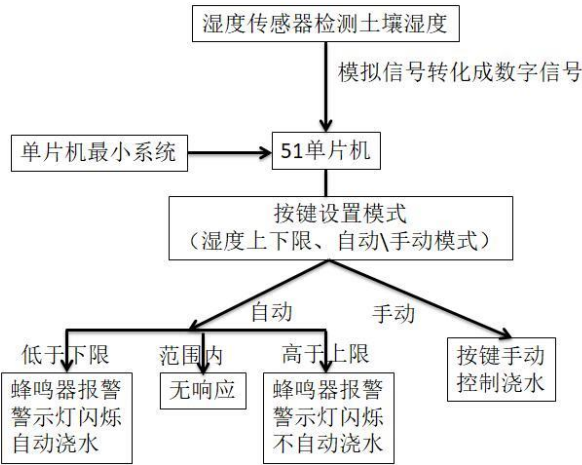 湿度传感器检测土壤湿度
模拟信号转化成数字信号
单片机最小系统
51单片机
按键设置模式
（湿度上下限、自动\手动模式）
自动
手动
低于下限
范围内
高于上限
蜂鸣器报警
警示灯闪烁
自动浇水
无响应
蜂鸣器报警
警示灯闪烁
不自动浇水
按键手动
控制浇水